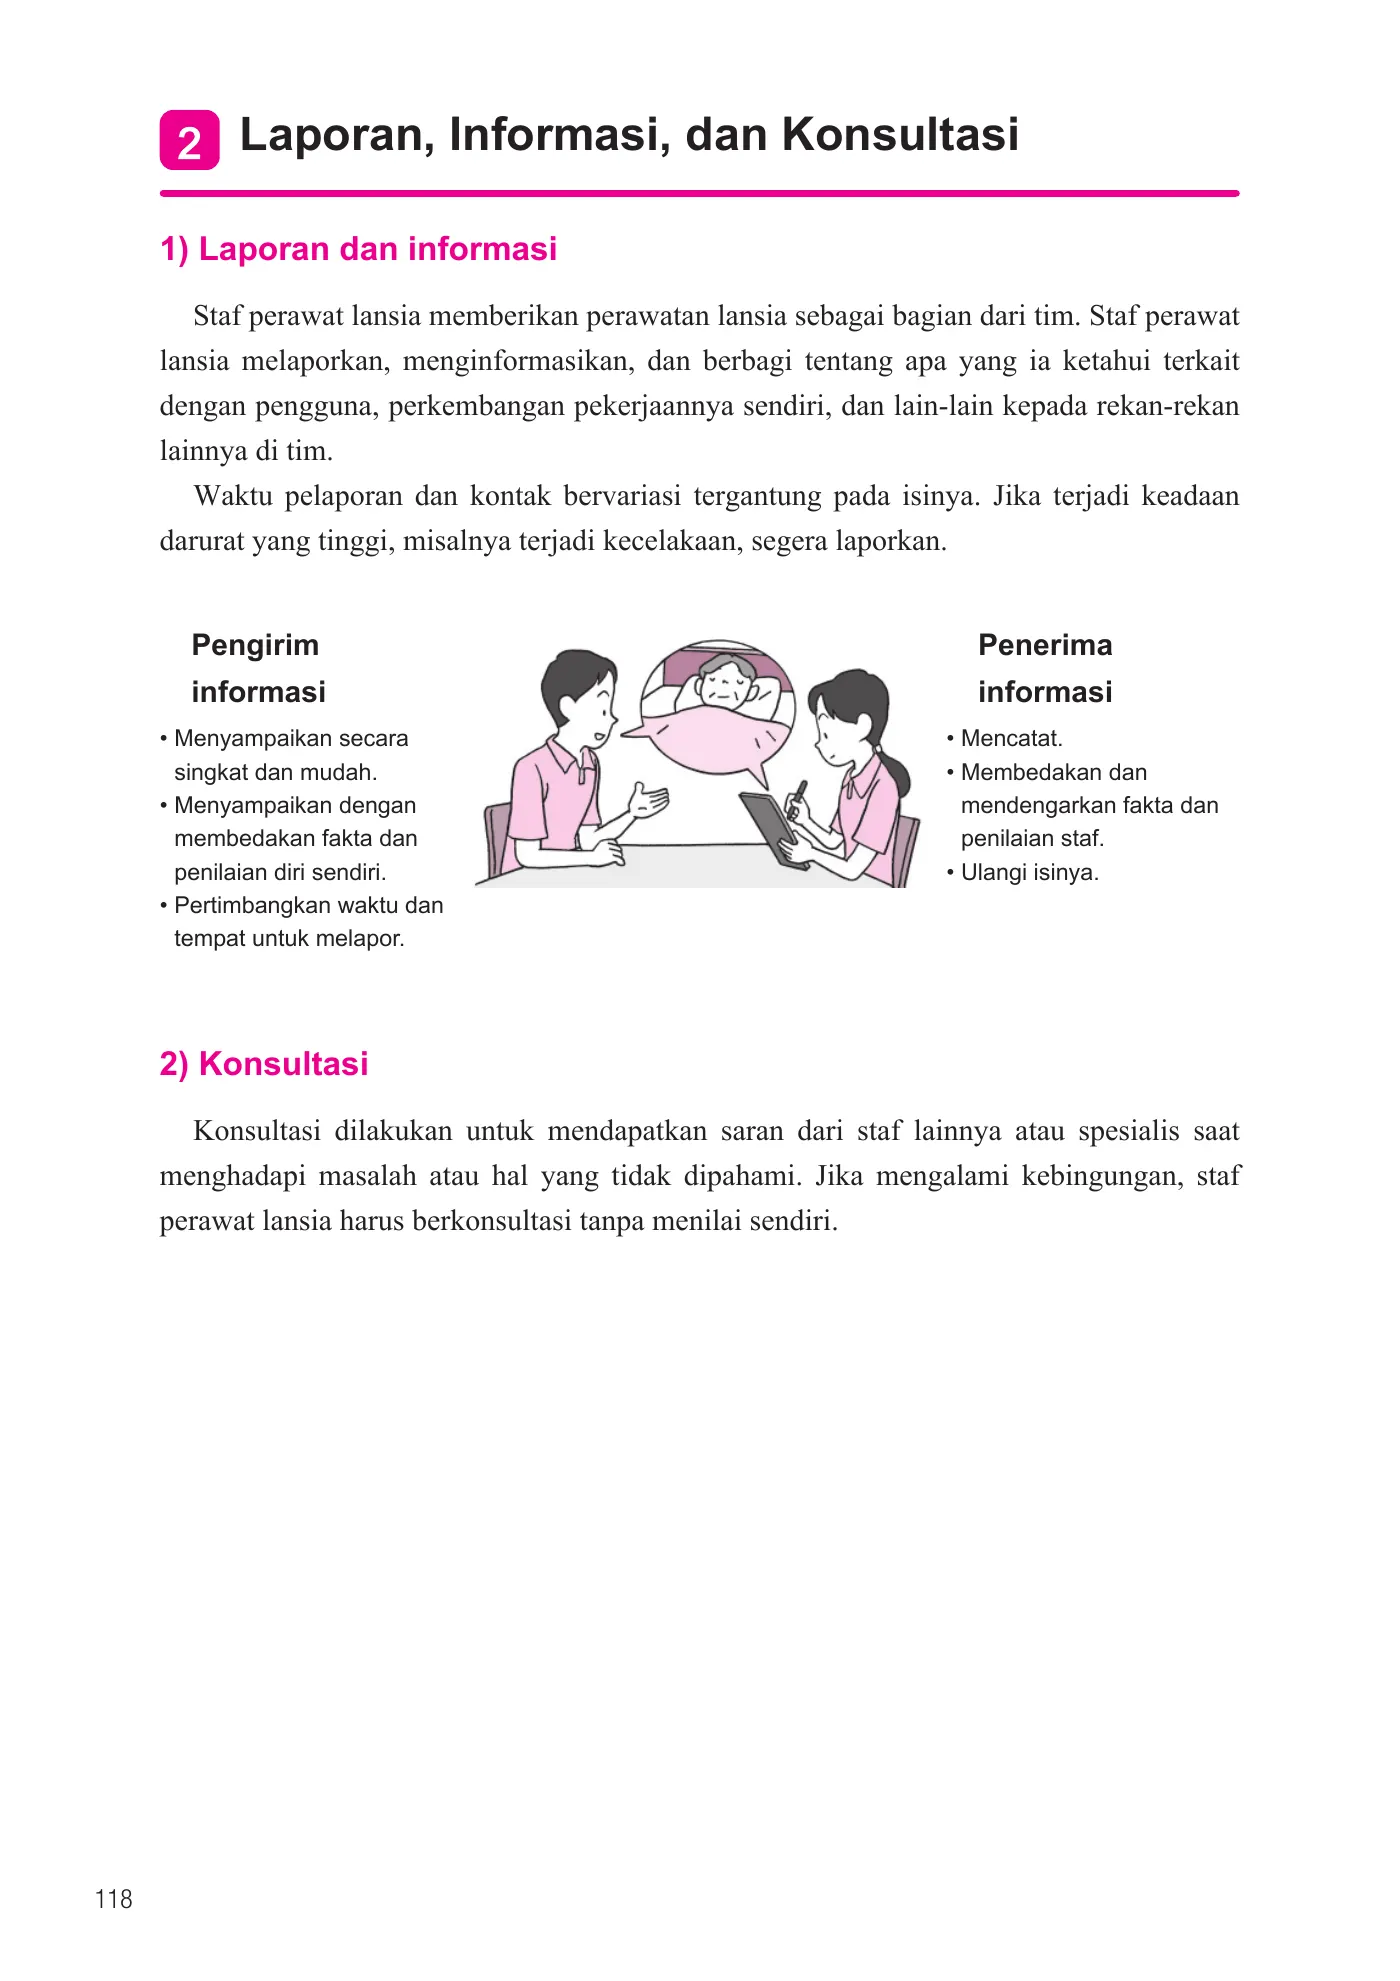 2 Laporan, Informasi, dan Konsultasi
1) Laporan dan informasi
Staf perawat lansia memberikan perawatan lansia sebagai bagian dari tim. Staf perawat
lansia melaporkan, menginformasikan, dan berbagi tentang apa yang ia ketahui terkait
dengan pengguna, perkembangan pekerjaannya sendiri, dan lain-lain kepada rekan-rekan
lainnya di tim.
Waktu pelaporan dan kontak bervariasi tergantung pada isinya. Jika terjadi keadaan
darurat yang tinggi, misalnya terjadi kecelakaan, segera laporkan.
Pengirim
informasi
• Menyampaikan secara
singkat dan mudah.
• Menyampaikan dengan
membedakan fakta dan
penilaian diri sendiri.
• Pertimbangkan waktu dan
tempat untuk melapor.
Penerima
informasi
• Mencatat.
• Membedakan dan
mendengarkan fakta dan
penilaian staf.
• Ulangi isinya.
2) Konsultasi
Konsultasi dilakukan untuk mendapatkan saran dari staf lainnya atau spesialis saat
menghadapi masalah atau hal yang tidak dipahami. Jika mengalami kebingungan, staf
perawat lansia harus berkonsultasi tanpa menilai sendiri.
118